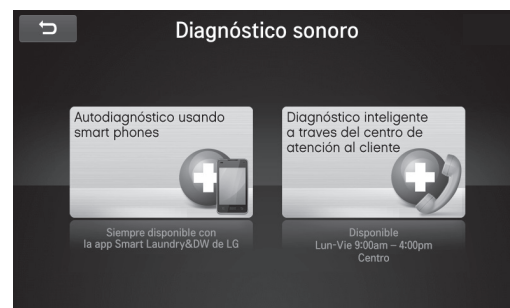 Diagnóstico sonoro
Autodiagnóstico usando
smart phones
Siempre disponible con
la app Smart Laundry&DW de LG
Diagnóstico inteligente
a traves del centro de
atención al cliente
Disponible
Lun-Vie 9:00am – 4:00pm
Centro